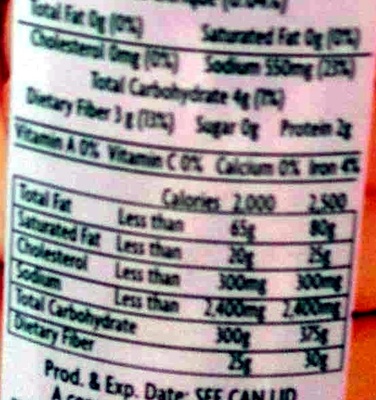 Total Fat 0g (0%) Saturated Fat 0g (0%)
Cholesterol 0mg (0%) Sodium 550mg (23%)
Total Carbohydrate 4g (1%)
Dietary Fiber 3g (13%) Sugar 0g Protein 2g
Vitamin A 0% Vitamin C 0% Calcium 0% Iron 4%
Calories 2,000 2,500
Total Fat Less than 65g 80g
Saturated Fat Less than 20g 25g
Cholesterol Less than 300mg 300mg
Sodium Less than 2,400mg 2,400mg
Total Carbohydrate 300g 375g
Dietary Fiber 25g 30g
Prod. & Exp. Date: SEE CAN LID